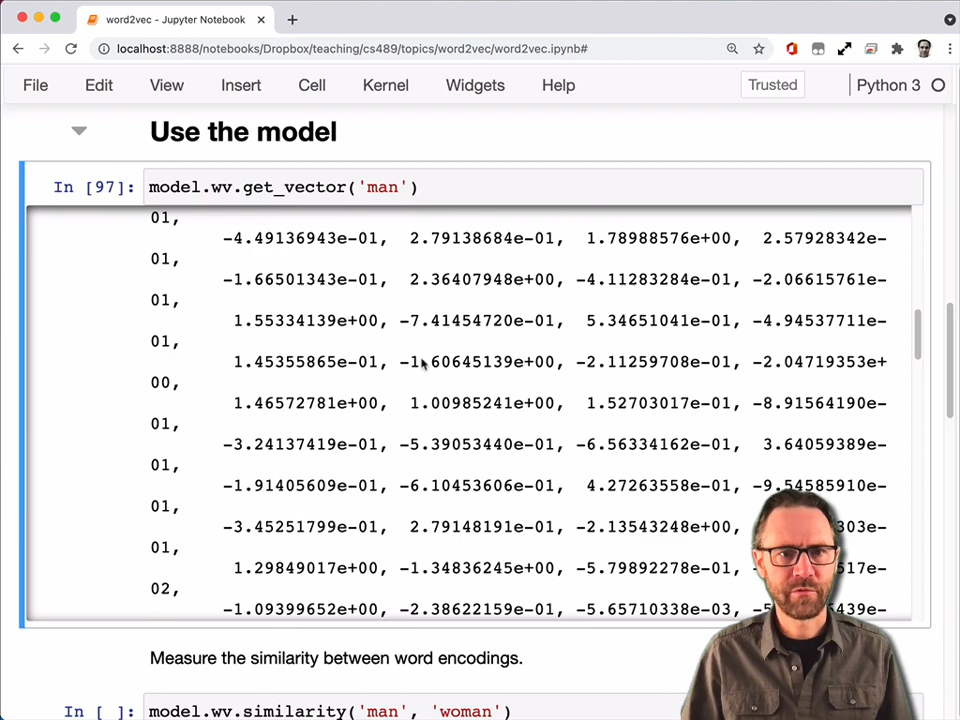 word2vec - Jupyter Notebook
localhost:8888/notebooks/Dropbox/teaching/cs489/topics/word2vec/word2vec.ipynb#
File Edit View Insert Cell Kernel Widgets Help Trusted Python 3
Use the model
In [97]: model.wv.get_vector('man')
01,
-4.49136943e-01, 2.79138684e-01, 1.78988576e+00, 2.57928342e-
01,
-1.66501343e-01, 2.36407948e+00, -4.11283284e-01, -2.06615761e-
01,
1.55334139e+00, -7.41454720e-01, 5.34651041e-01, -4.94537711e-
01,
1.45355865e-01, -1.60645139e+00, -2.11259708e-01, -2.04719353e+
00,
1.46572781e+00, 1.00985241e+00, 1.52703017e-01, -8.91564190e-
01,
-3.24137419e-01, -5.39053440e-01, -6.56334162e-01, 3.64059389e-
01,
-1.91405609e-01, -6.10453606e-01, 4.27263558e-01, -9.54585910e-
01,
-3.45251799e-01, 2.79148191e-01, -2.13543248e+00, 303e-
01,
1.29849017e+00, -1.34836245e+00, -5.79892278e-01, 517e-
02,
-1.09399652e+00, -2.38622159e-01, -5.65710338e-03, 439e-
Measure the similarity between word encodings.
In [ ]: model.wv.similarity('man', 'woman')